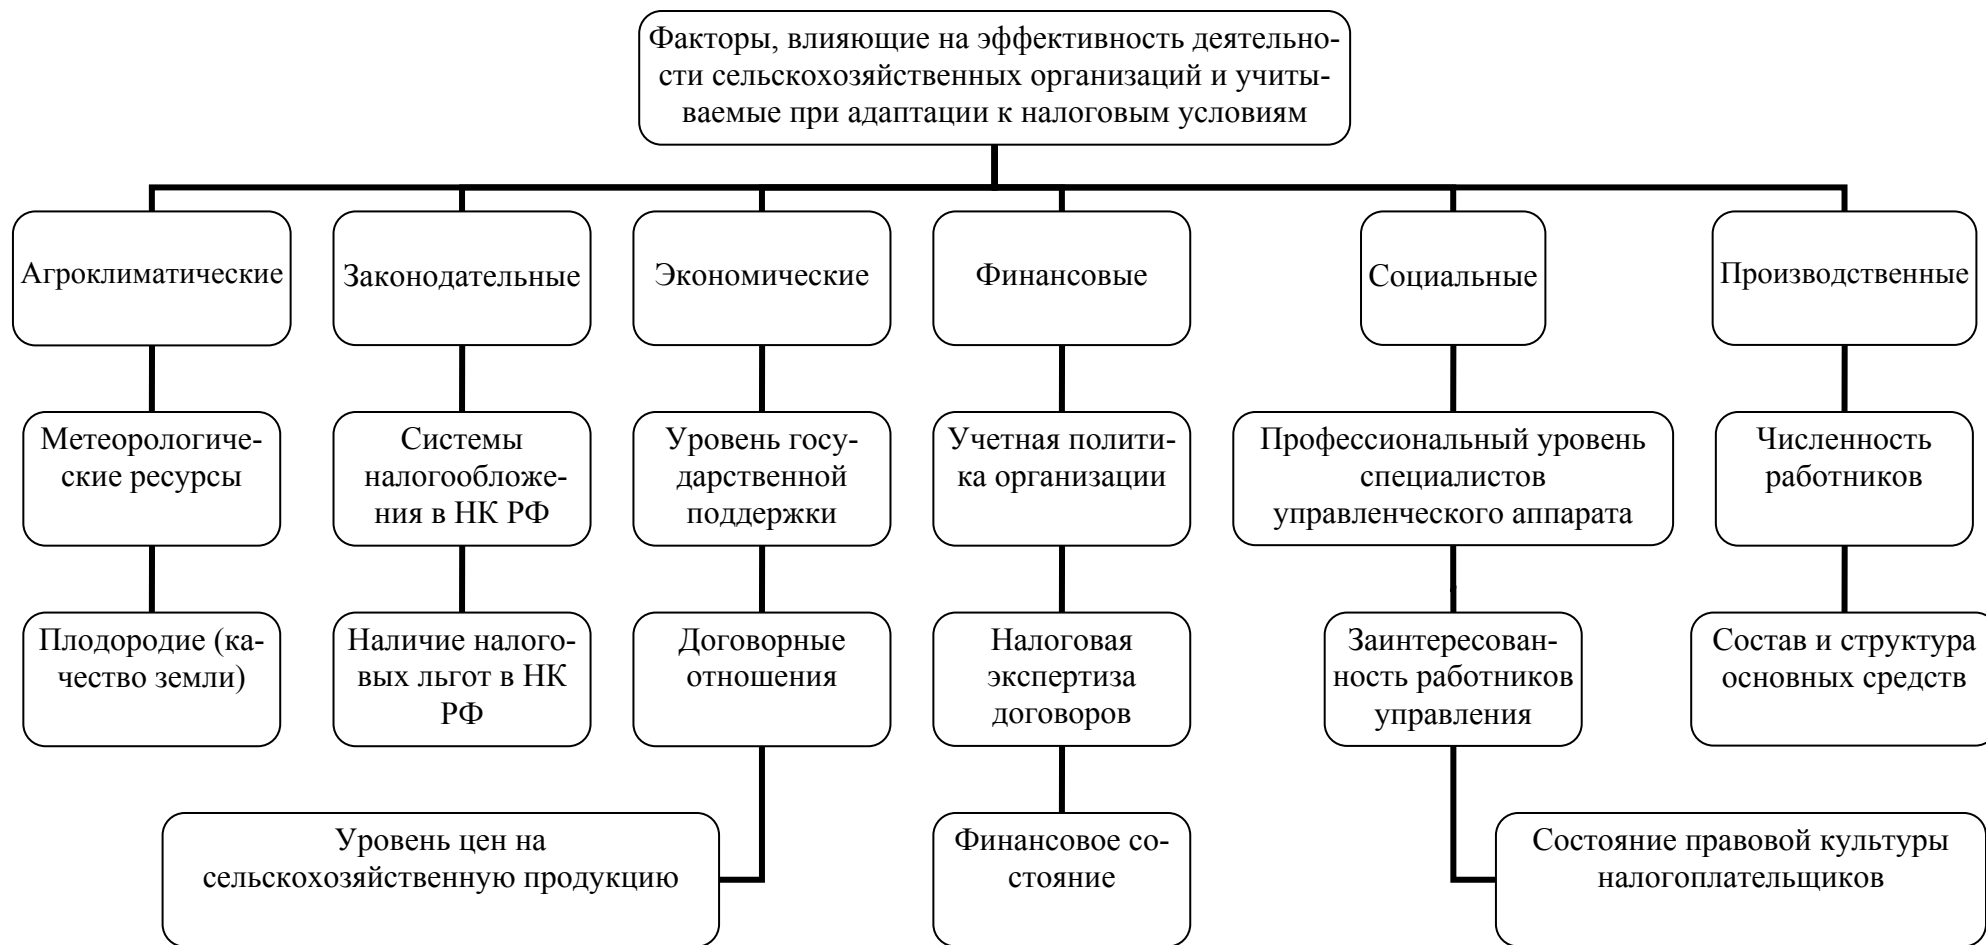 Факторы, влияющие на эффективность деятельно-
сти сельскохозяйственных организаций и учиты-
ваемые при адаптации к налоговым условиям
Агроклиматические
Законодательные
Экономические
Финансовые
Социальные
Производственные
Метеорологиче-
ские ресурсы
Системы
налогообложе-
ния в НК РФ
Уровень госу-
дарственной
поддержки
Учетная полити-
ка организации
Профессиональный уровень
специалистов
управленческого аппарата
Численность
работников
Плодородие (ка-
чество земли)
Наличие налого-
вых льгот в НК
РФ
Договорные
отношения
Налоговая
экспертиза
договоров
Заинтересован-
ность работников
управления
Состав и структура
основных средств
Уровень цен на
сельскохозяйственную продукцию
Финансовое со-
стояние
Состояние правовой культуры
налогоплательщиков